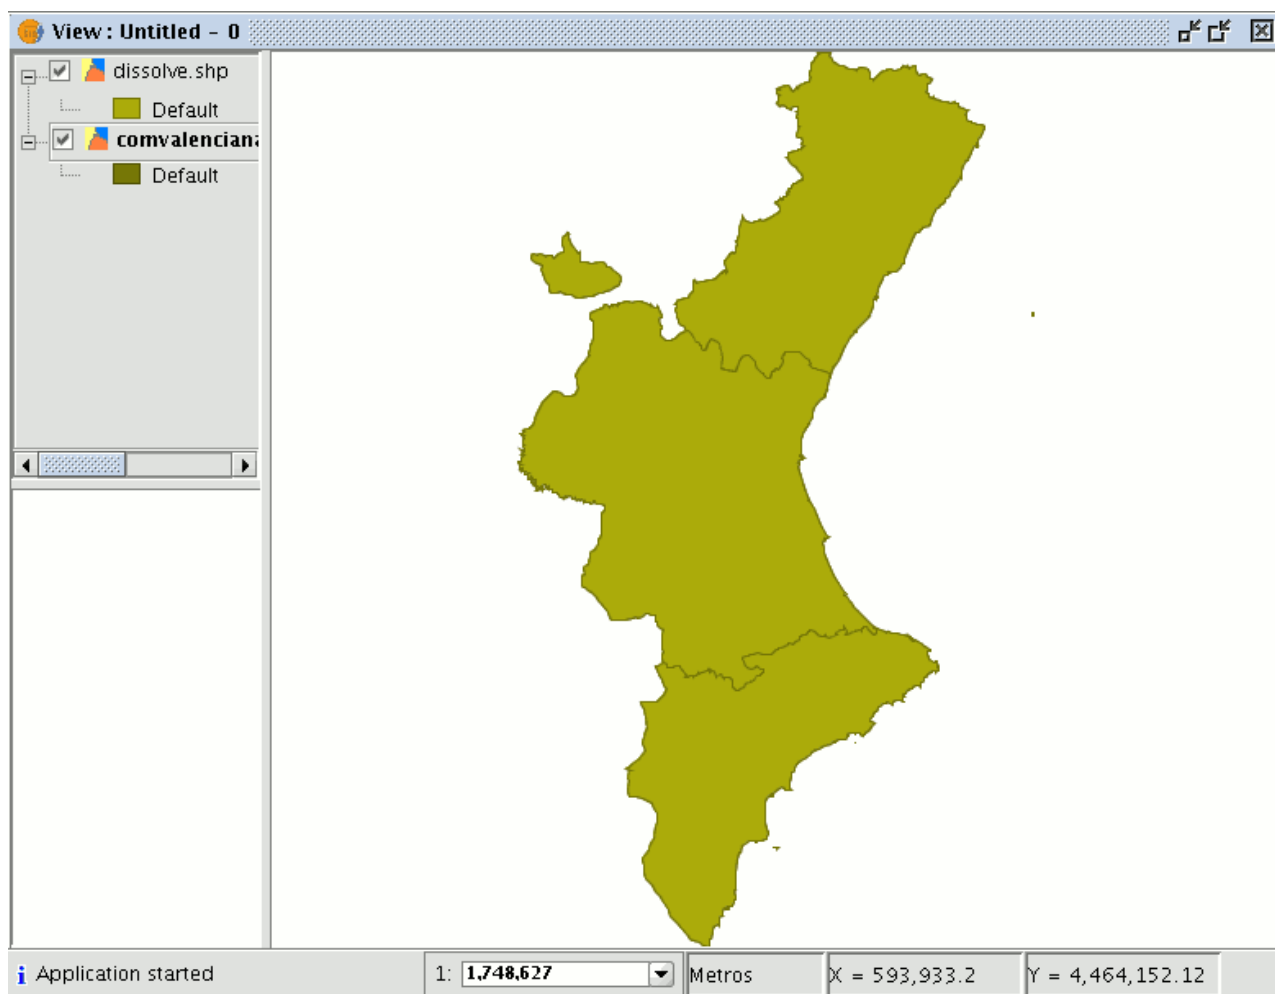 View : Untitled - 0
dissolve.shp
Default
comvalenciana
Default
Application started
1: 1,748,627
Metros
X = 593,933.2
Y = 4,464,152.12